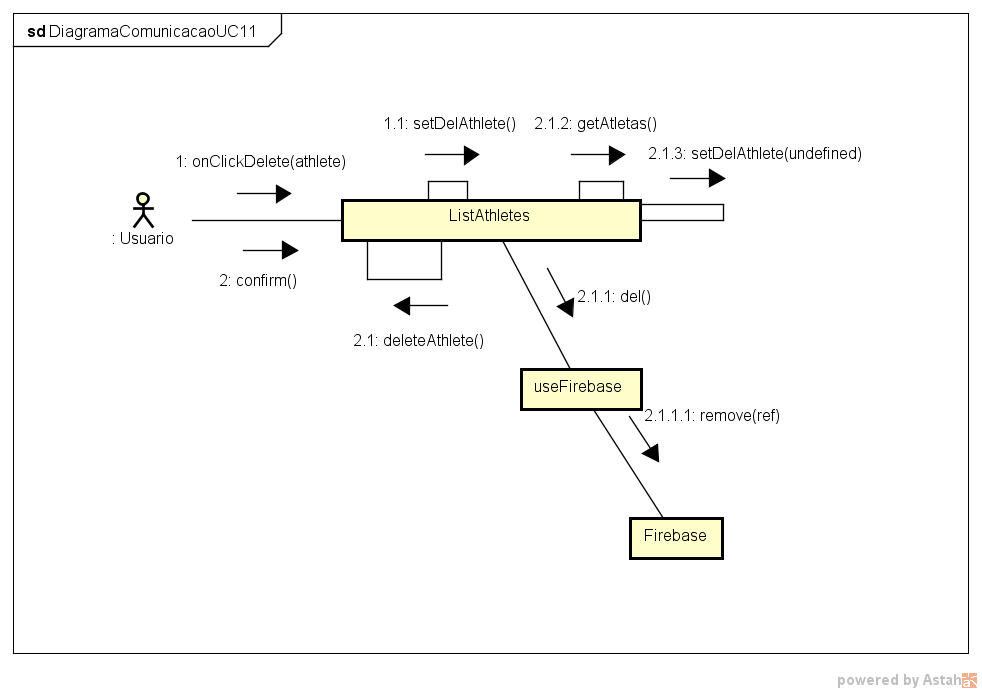 sd DiagramaComunicacaoUC11
1.1: setDelAthlete()
2.1.2: getAtletas()
2.1.3: setDelAthlete(undefined)
1: onClickDelete(athlete)
ListAthletes
: Usuario
2: confirm()
2.1.1: del()
2.1: deleteAthlete()
useFirebase
2.1.1.1: remove(ref)
Firebase
powered by Astah